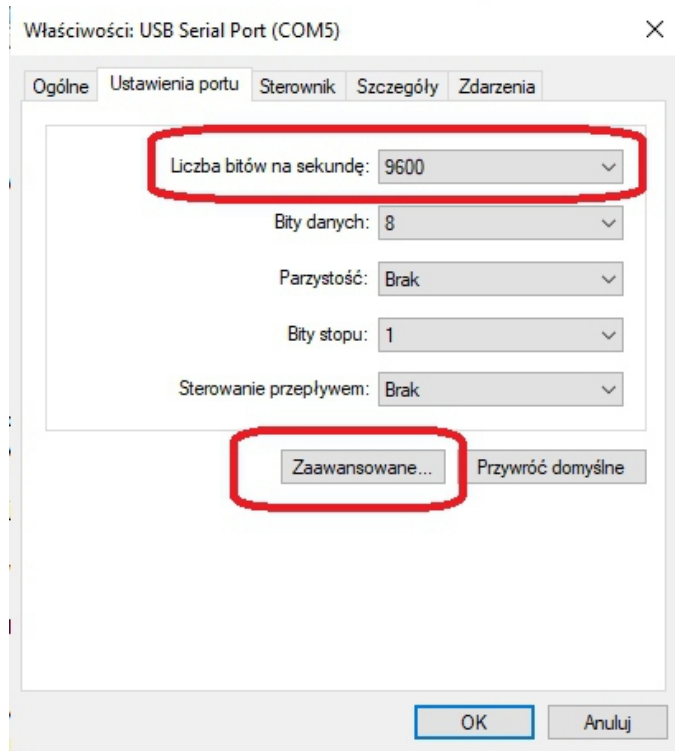 Właściwości: USB Serial Port (COM5)
Ogólne Ustawienia portu Sterownik Szczegóły Zdarzenia
Liczba bitów na sekundę: 9600
Bity danych: 8
Parzystość: Brak
Bity stopu: 1
Sterowanie przepływem: Brak
Zaawansowane... Przywróć domyślne
OK Anuluj